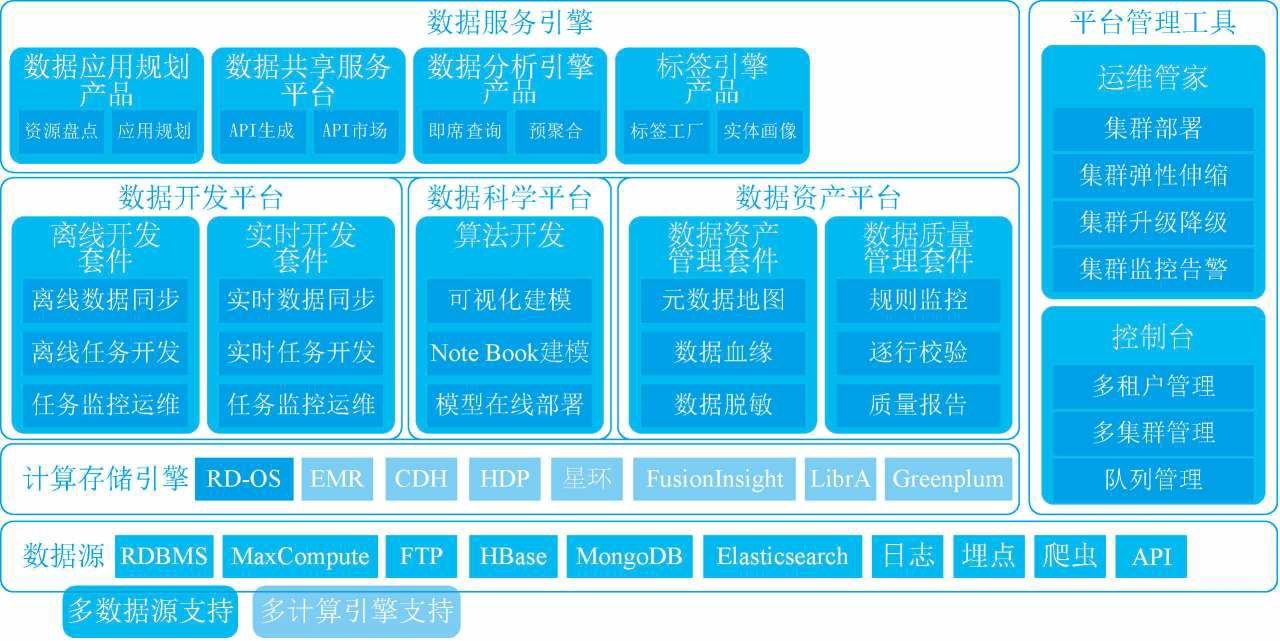 数据服务引擎
数据应用规划
产品
资源盘点
应用规划
数据共享服务
平台
API生成
API市场
数据分析引擎
产品
即席查询
预聚合
标签引擎
产品
标签工厂
实体画像
数据开发平台
离线开发
套件
离线数据同步
离线任务开发
任务监控运维
实时开发
套件
实时数据同步
实时任务开发
任务监控运维
数据科学平台
算法开发
可视化建模
Note Book建模
模型在线部署
数据资产平台
数据资产
管理套件
元数据地图
数据血缘
数据脱敏
数据质量
管理套件
规则监控
逐行校验
质量报告
平台管理工具
运维管家
集群部署
集群弹性伸缩
集群升级降级
集群监控告警
控制台
多租户管理
多集群管理
队列管理
计算存储引擎
RD-OS
EMR
CDH
HDP
星环
FusionInsight
LibrA
Greenplum
数据源
RDBMS
MaxCompute
FTP
HBase
MongoDB
Elasticsearch
日志
埋点
爬虫
API
多数据源支持
多计算引擎支持